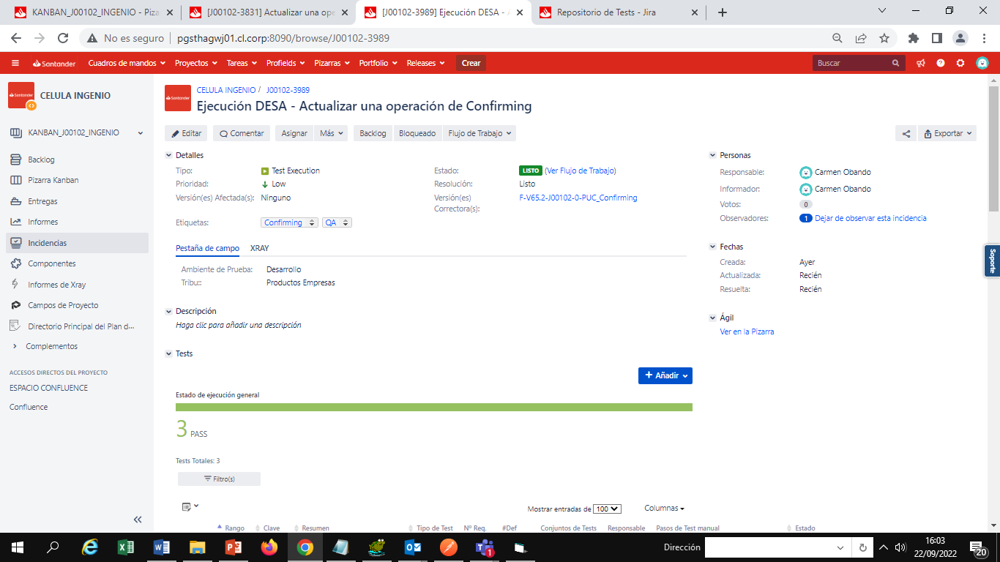 KANBAN_J00102_INGENIO - Piza
[J00102-3831] Actualizar una ope
[J00102-3989] Ejecución DESA - A
Repositorio de Tests - Jira
No es seguro
pgsthagwj01.cl.corp:8090/browse/J00102-3989
Santander
Cuadros de mandos
Proyectos
Tareas
Profields
Pizarras
Portfolio
Releases
Crear
Buscar
Santander
CELULA INGENIO
KANBAN_J00102_INGENIO
Backlog
Pizarra Kanban
Entregas
Informes
Incidencias
Componentes
Informes de Xray
Campos de Proyecto
Directorio Principal del Plan d...
Complementos
ACCESOS DIRECTOS DEL PROYECTO
ESPACIO CONFLUENCE
Confluence
Santander
CELULA INGENIO / J00102-3989
Ejecución DESA - Actualizar una operación de Confirming
Editar
Comentar
Asignar
Más
Backlog
Bloqueado
Flujo de Trabajo
Exportar
Detalles
Tipo: Test Execution
Prioridad: Low
Versión(es) Afectada(s): Ninguno
Etiquetas: Confirming QA
Estado: LISTO (Ver Flujo de Trabajo)
Resolución: Listo
Versión(es) Correctora(s): F-V65.2-J00102-0-PUC_Confirming
Pestaña de campo
XRAY
Ambiente de Prueba: Desarrollo
Tribu:: Productos Empresas
Descripción
Haga clic para añadir una descripción
Tests
+ Añadir
Estado de ejecución general
3 PASS
Tests Totales: 3
Filtro(s)
Mostrar entradas de 100
Columnas
Rango
Clave
Resumen
Tipo de Test
Nº Req.
#Def
Conjuntos de Tests
Responsable
Pasos de Test manual
Estado
Personas
Responsable: Carmen Obando
Informador: Carmen Obando
Votos: 0
Observadores: 1 Dejar de observar esta incidencia
Fechas
Creada: Ayer
Actualizada: Recién
Resuelta: Recién
Ágil
Ver en la Pizarra
Soporte
Dirección
16:03
22/09/2022
1
20